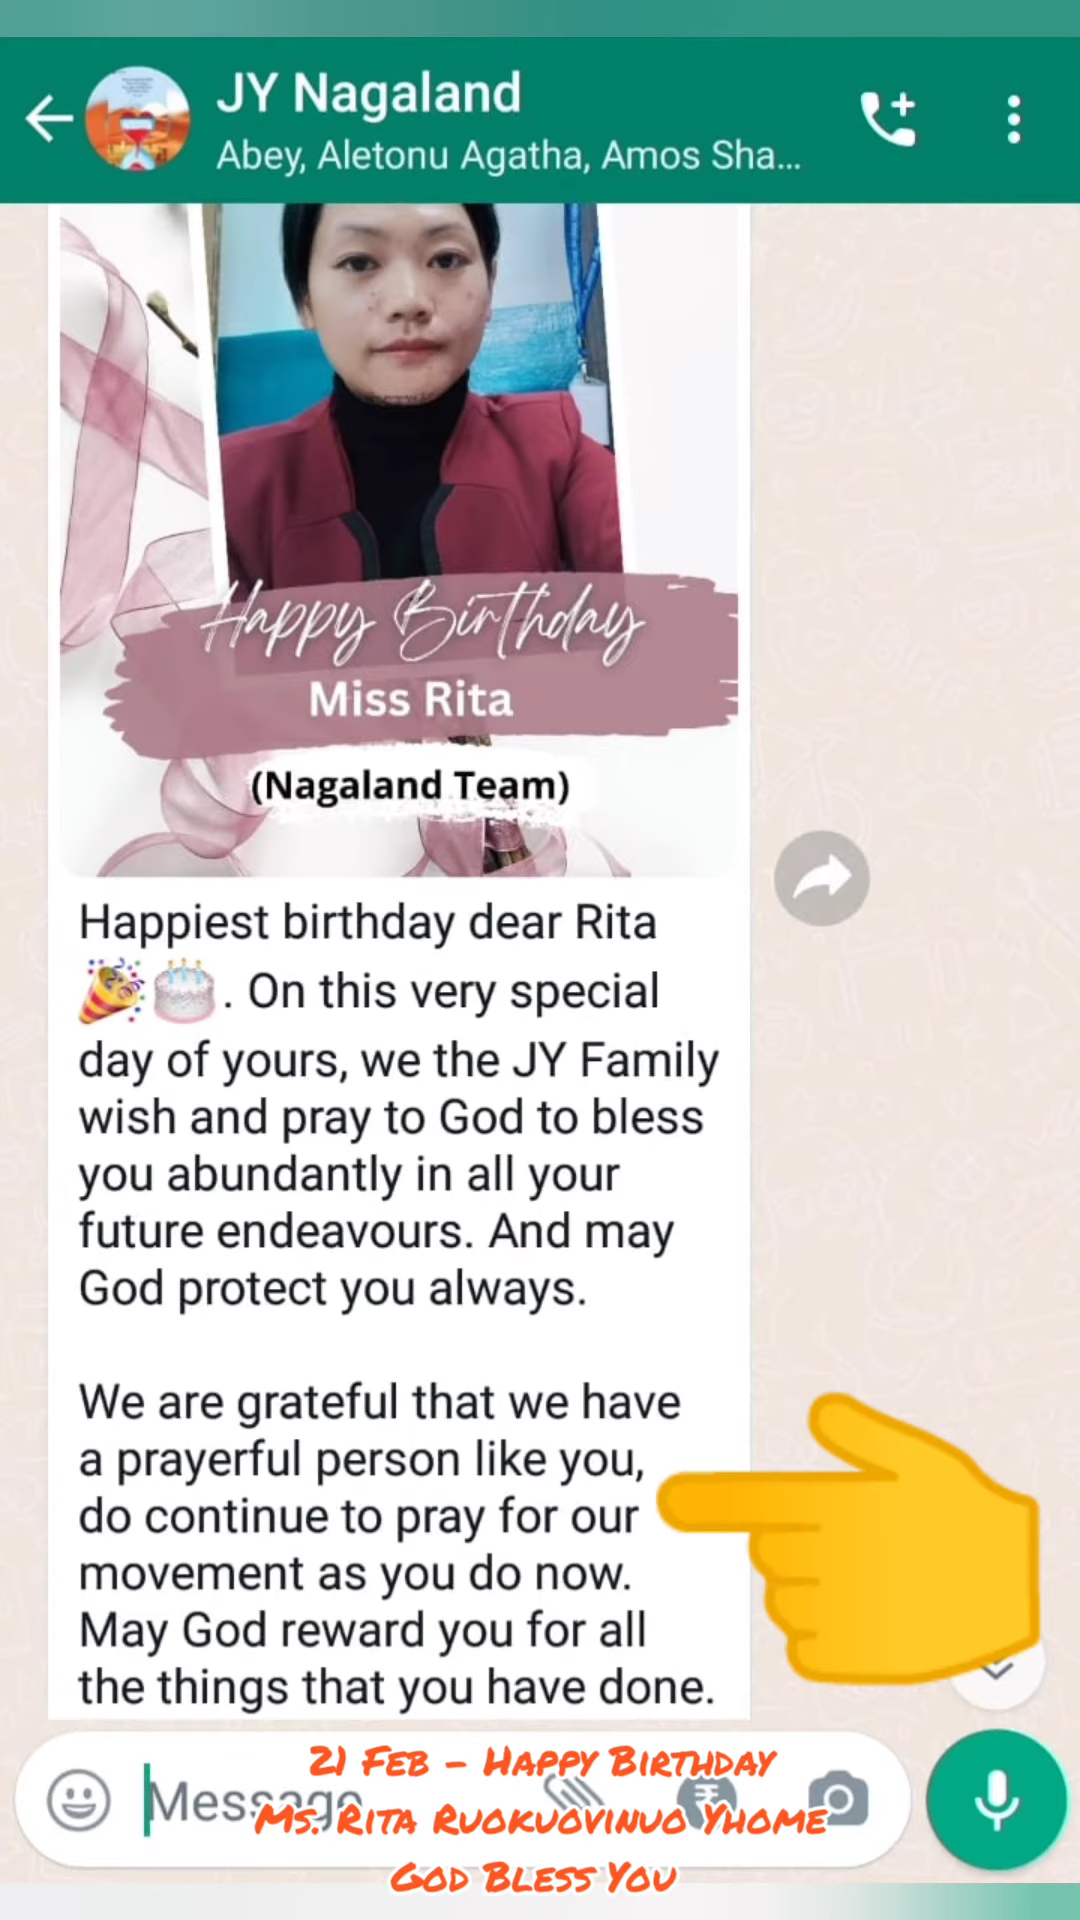 JY Nagaland
Abey, Aletonu Agatha, Amos Sha...
Happy Birthday
Miss Rita
(Nagaland Team)
Happiest birthday dear Rita
🎉🎂. On this very special
day of yours, we the JY Family
wish and pray to God to bless
you abundantly in all your
future endeavours. And may
God protect you always.
We are grateful that we have
a prayerful person like you,
do continue to pray for our
movement as you do now.
May God reward you for all
the things that you have done.
Message
21 Feb - Happy Birthday
Ms. Rita Ruokuovinuo Yhome
God Bless You